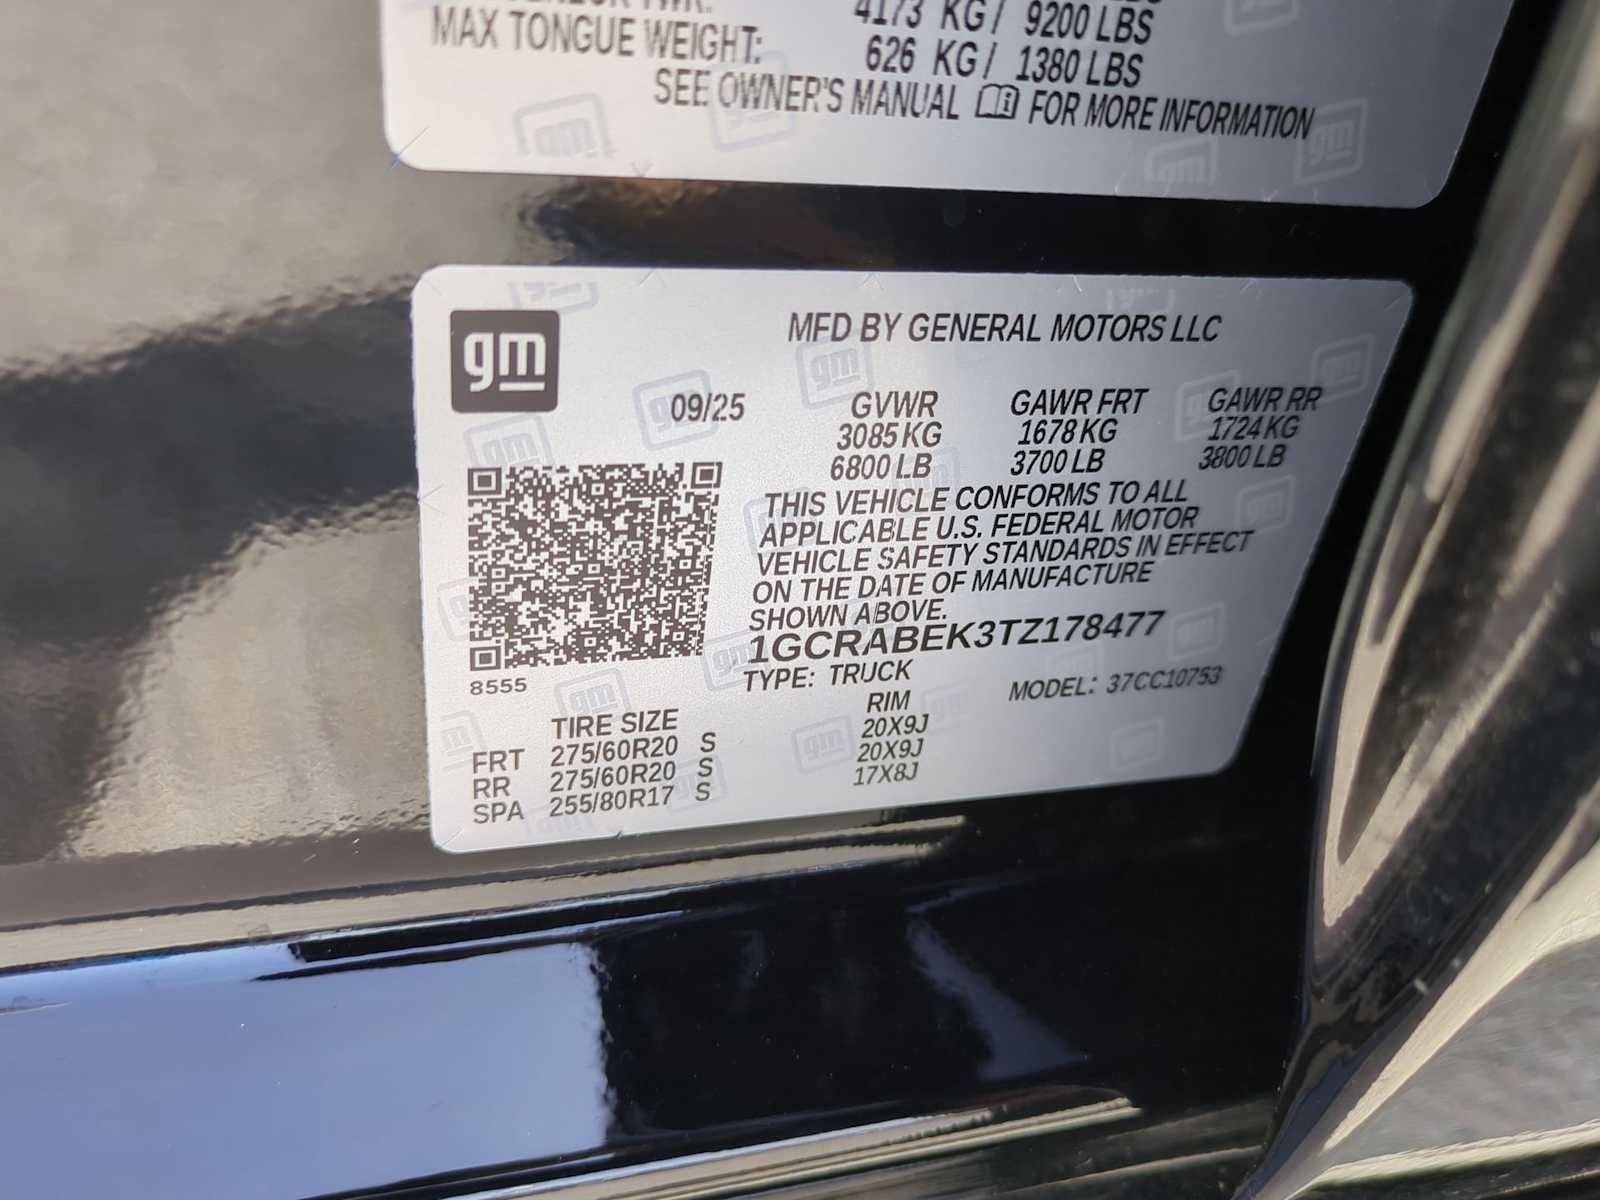 4173 KG / 9200 LBS
MAX TONGUE WEIGHT: 626 KG / 1380 LBS
SEE OWNER'S MANUAL FOR MORE INFORMATION
gm
MFD BY GENERAL MOTORS LLC
09/25 GVWR GAWR FRT GAWR RR
3085 KG 1678 KG 1724 KG
6800 LB 3700 LB 3800 LB
THIS VEHICLE CONFORMS TO ALL
APPLICABLE U.S. FEDERAL MOTOR
VEHICLE SAFETY STANDARDS IN EFFECT
ON THE DATE OF MANUFACTURE
SHOWN ABOVE.
1GCRABEK3TZ178477
8555
TYPE: TRUCK MODEL: 37CC10753
TIRE SIZE RIM
FRT 275/60R20 S 20X9J
RR 275/60R20 S 20X9J
SPA 255/80R17 S 17X8J